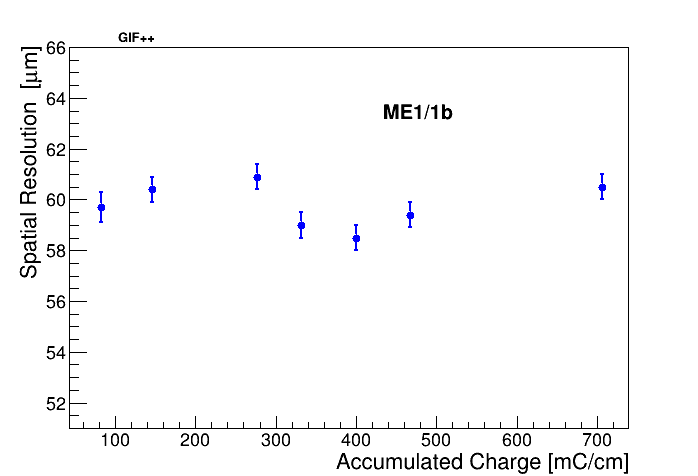 GIF++
66
64
62
60
58
56
54
52
Spatial Resolution [μm]
ME1/1b
100 200 300 400 500 600 700
Accumulated Charge [mC/cm]